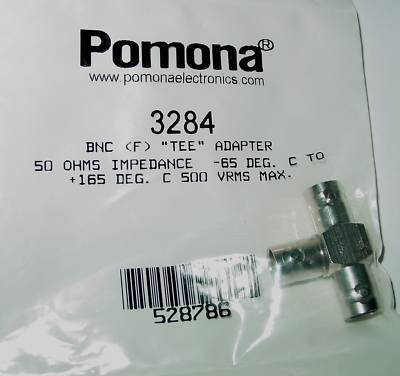 Pomona®
www.pomonaelectronics.com
3284
BNC (F) "TEE" ADAPTER
50 OHMS IMPEDANCE -65 DEG. C TO
+165 DEG. C 500 VRMS MAX.
528786